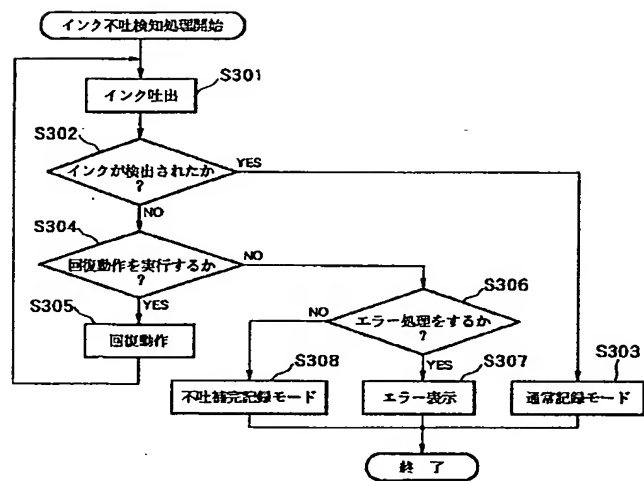 インク不吐検知処理開始
S301
インク吐出
S302
インクが検出されたか
?
YES
NO
S304
回復動作を実行するか
?
NO
YES
S305
回復動作
S306
エラー処理をするか
?
NO
YES
S308
不吐補完記録モード
S307
エラー表示
S303
通常記録モード
終 了